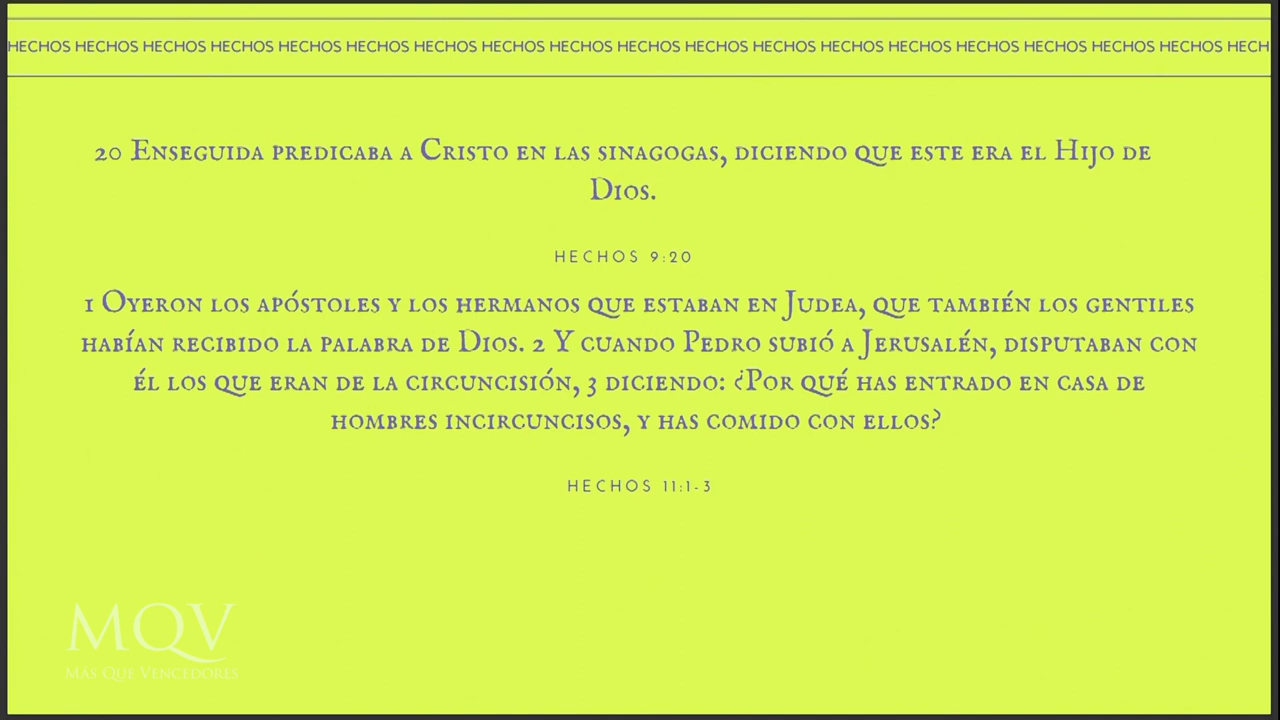 HECHOS HECHOS HECHOS HECHOS HECHOS HECHOS HECHOS HECHOS HECHOS HECHOS HECHOS HECHOS HECHOS HECHOS HECHOS HECHOS HECHOS HECHOS HECH
20 Enseguida predicaba a Cristo en las sinagogas, diciendo que este era el Hijo de
Dios.
HECHOS 9:20
1 Oyeron los apóstoles y los hermanos que estaban en Judea, que también los gentiles
habían recibido la palabra de Dios. 2 Y cuando Pedro subió a Jerusalén, disputaban con
él los que eran de la circuncisión, 3 diciendo: ¿Por qué has entrado en casa de
hombres incircuncisos, y has comido con ellos?
HECHOS 11:1-3
MQV
Más Que Vencedores